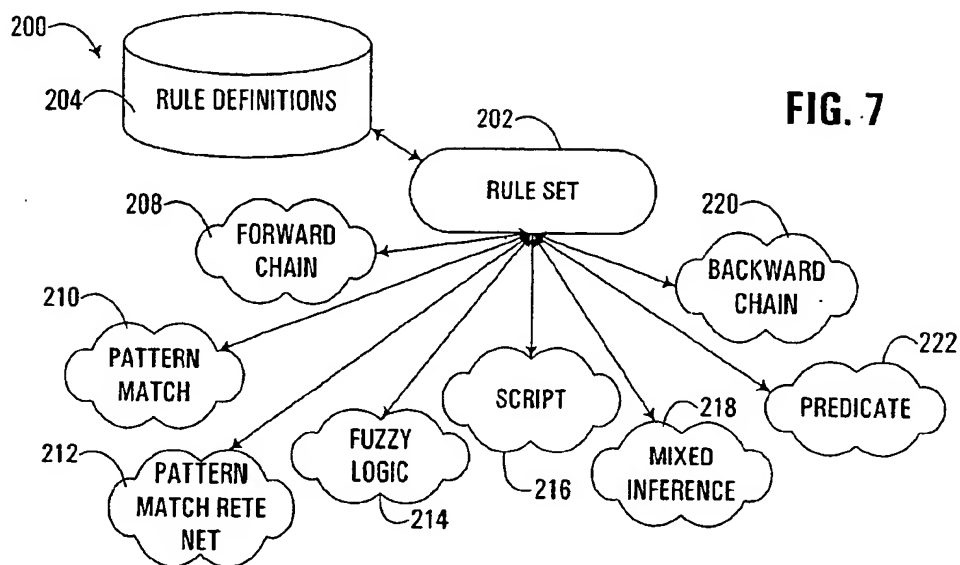 200
204
RULE DEFINITIONS
FIG. 7
202
RULE SET
208
FORWARD
CHAIN
220
BACKWARD
CHAIN
210
PATTERN
MATCH
222
PREDICATE
SCRIPT
216
218
MIXED
INFERENCE
FUZZY
LOGIC
214
212
PATTERN
MATCH RETE
NET